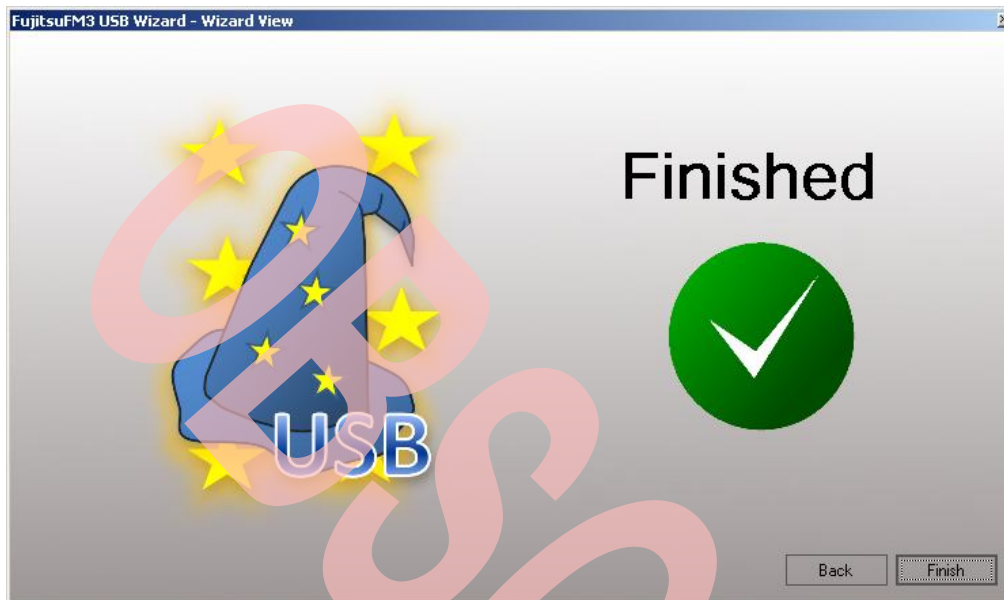 FujitsuFM3 USB Wizard - Wizard View
Finished
USB
Back
Finish